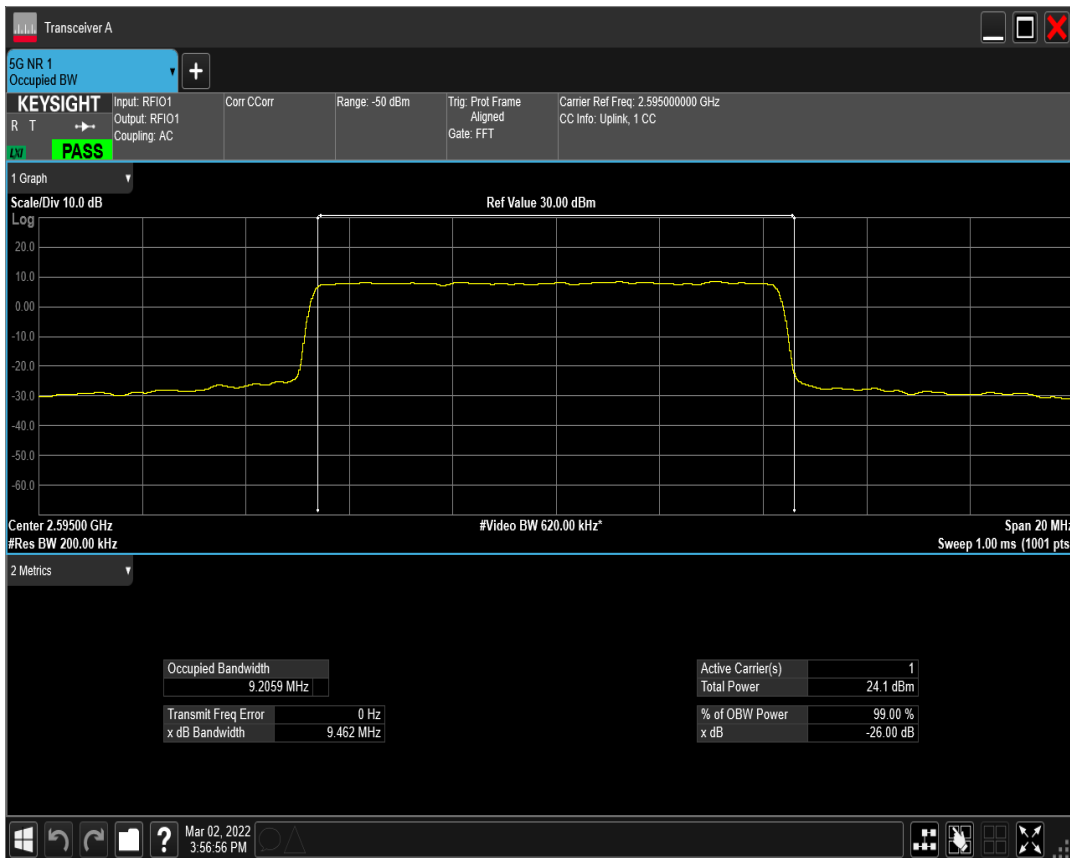 Transceiver A
5G NR 1
Occupied BW
+
KEYSIGHT
R T
LXI
PASS
Input: RFIO1
Output: RFIO1
Coupling: AC
Corr CCorr
Range: -50 dBm
Trig: Prot Frame
Aligned
Gate: FFT
Carrier Ref Freq: 2.595000000 GHz
CC Info: Uplink, 1 CC
1 Graph
Scale/Div 10.0 dB
Ref Value 30.00 dBm
Log
20.0
10.0
0.00
-10.0
-20.0
-30.0
-40.0
-50.0
-60.0
Center 2.59500 GHz
#Video BW 620.00 kHz*
Span 20 MHz
#Res BW 200.00 kHz
Sweep 1.00 ms (1001 pts
2 Metrics
Occupied Bandwidth
9.2059 MHz
Transmit Freq Error 0 Hz
x dB Bandwidth 9.462 MHz
Active Carrier(s) 1
Total Power 24.1 dBm
% of OBW Power 99.00 %
x dB -26.00 dB
?
Mar 02, 2022
3:56:56 PM